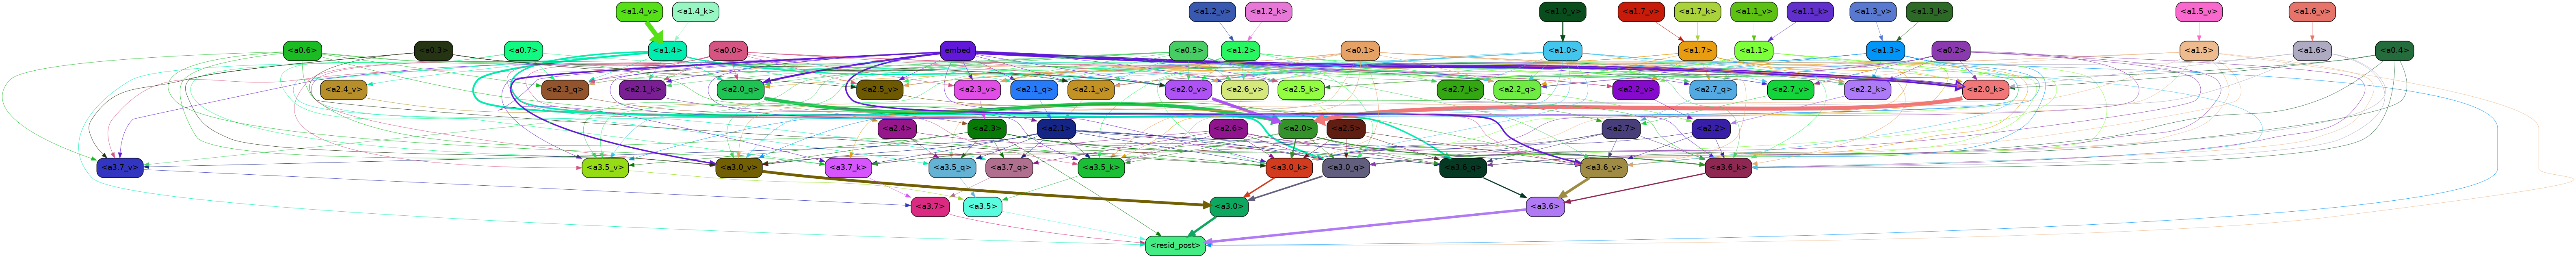 <a1.4_v> <a1.4_k> <a1.2_v> <a1.2_k> <a1.0_v> <a1.7_v> <a1.7_k> <a1.1_v> <a1.1_k> <a1.3_v> <a1.3_k> <a1.5_v> <a1.6_v>
<a0.6> <a0.3> <a0.7> <a1.4> <a0.0> embed <a0.5> <a1.2> <a0.1> <a1.0> <a1.7> <a1.1> <a1.3> <a0.2> <a1.5> <a1.6> <a0.4>
<a2.4_v> <a2.3_q> <a2.1_k> <a2.0_q> <a2.5_v> <a2.3_v> <a2.1_q> <a2.1_v> <a2.0_v> <a2.6_v> <a2.5_k> <a2.7_k> <a2.2_q> <a2.2_v> <a2.7_q> <a2.7_v> <a2.2_k> <a2.0_k>
<a2.4> <a2.3> <a2.1> <a2.6> <a2.0> <a2.5> <a2.7> <a2.2>
<a3.7_v> <a3.5_v> <a3.0_v> <a3.7_k> <a3.5_q> <a3.7_q> <a3.5_k> <a3.0_k> <a3.0_q> <a3.6_q> <a3.6_v> <a3.6_k>
<a3.7> <a3.5> <a3.0> <a3.6>
<resid_post>